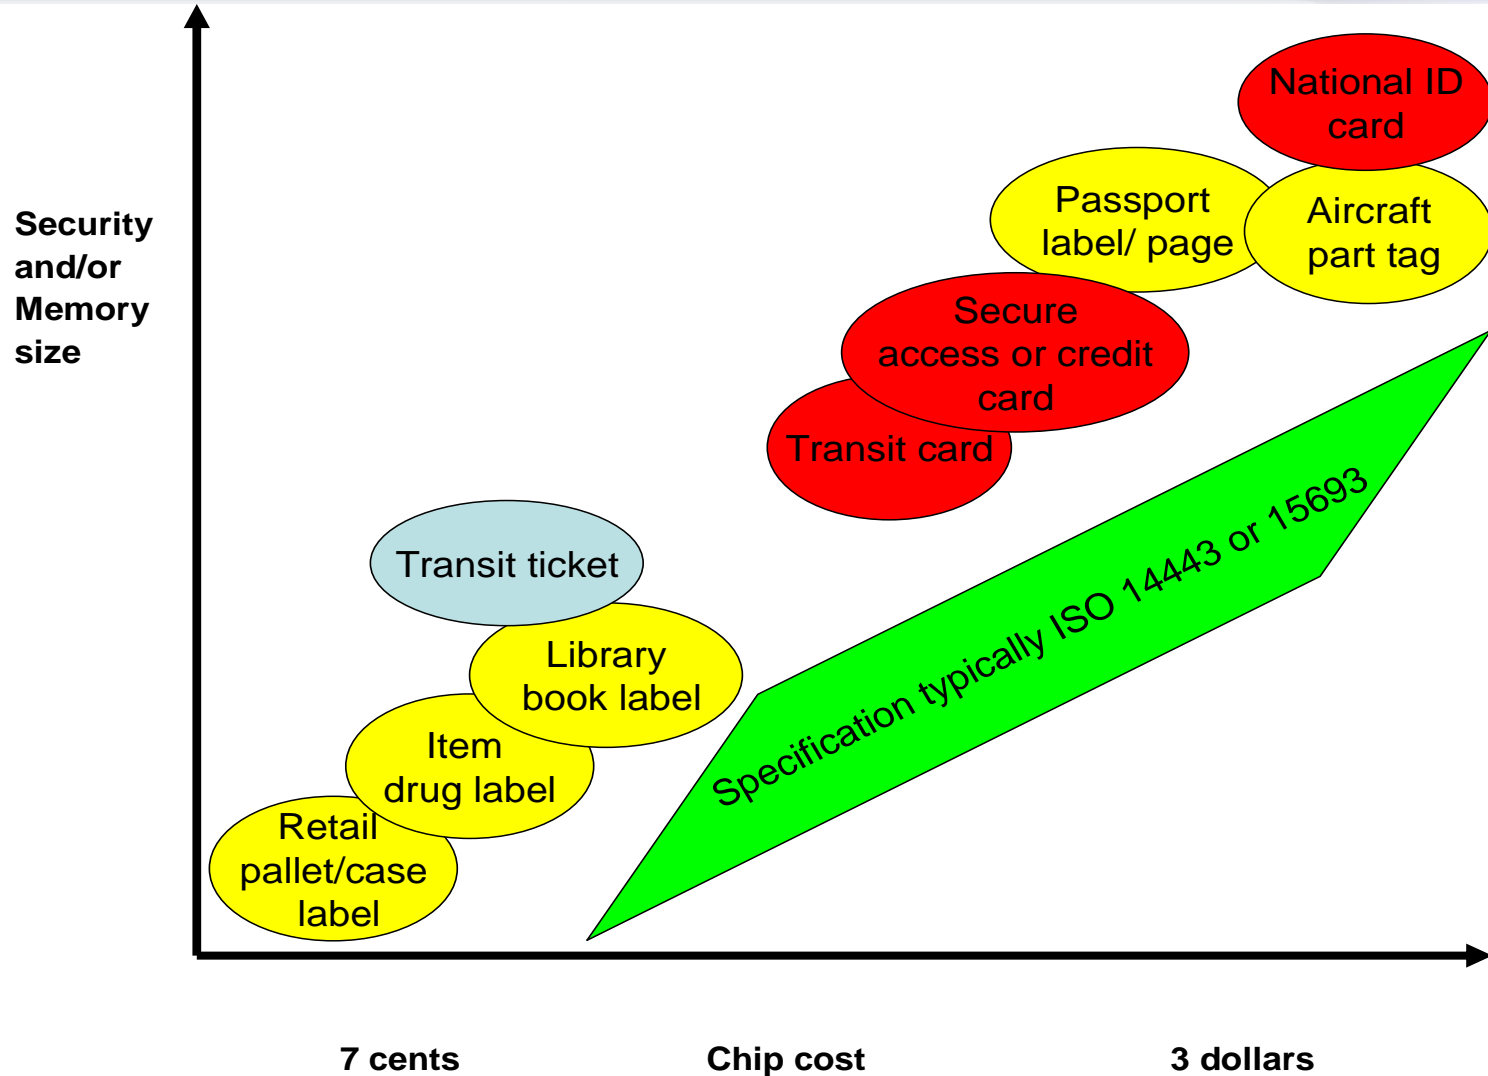 National ID
card
Passport
label/ page
Aircraft
part tag
Security
and/or
Memory
size
Secure
access or credit
card
Transit card
Specification typically ISO 14443 or 15693
Transit ticket
Library
book label
Item
drug label
Retail
pallet/case
label
7 cents
Chip cost
3 dollars